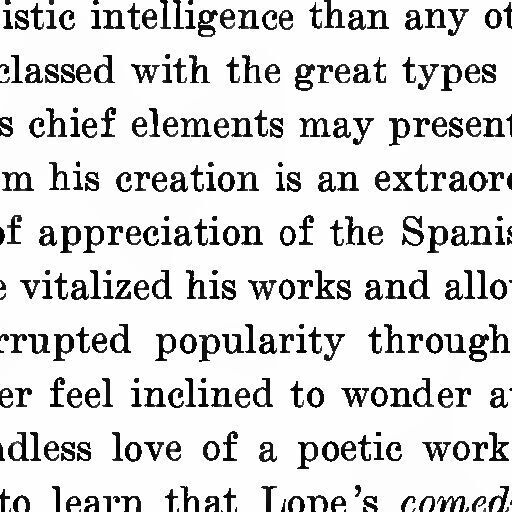 istic intelligence than any ot
classed with the great types
s chief elements may present
m his creation is an extraor
of appreciation of the Spanis
e vitalized his works and allo
rrupted popularity through
er feel inclined to wonder a
dless love of a poetic work
to learn that Lope's comed